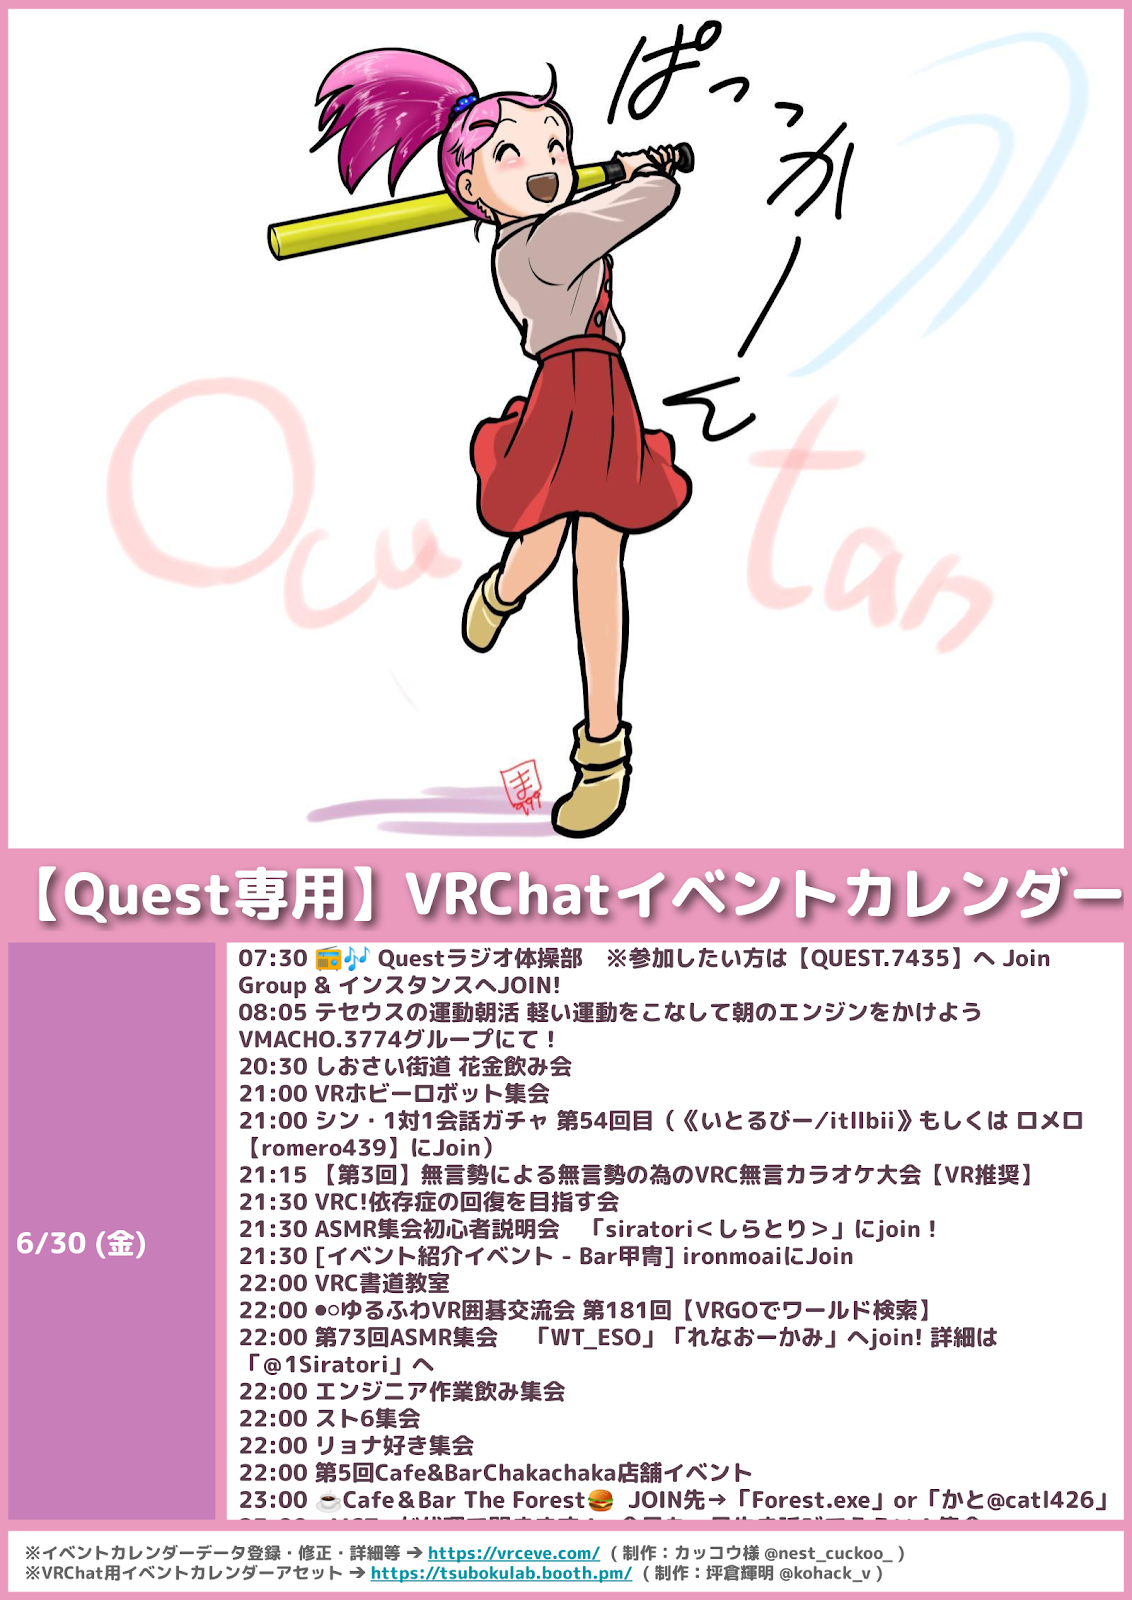 ぱっっかーん
Ocu tan
ま
999
【Quest専用】VRChatイベントカレンダー
6/30 (金)
07:30 📻🎶 Questラジオ体操部　※参加したい方は【QUEST.7435】へ Join
Group & インスタンスへJOIN!
08:05 テセウスの運動朝活 軽い運動をこなして朝のエンジンをかけよう
VMACHO.3774グループにて！
20:30 しおさい街道 花金飲み会
21:00 VRホビーロボット集会
21:00 シン・1対1会話ガチャ 第54回目（《いとるびー/itllbii》もしくは ロメロ
【romero439】にJoin）
21:15 【第3回】無言勢による無言勢の為のVRC無言カラオケ大会【VR推奨】
21:30 VRC!依存症の回復を目指す会
21:30 ASMR集会初心者説明会　「siratori＜しらとり＞」にjoin！
21:30 [イベント紹介イベント - Bar甲冑] ironmoaiにJoin
22:00 VRC書道教室
22:00 ●○ゆるふわVR囲碁交流会 第181回【VRGOでワールド検索】
22:00 第73回ASMR集会　「WT_ESO」「れなおーかみ」へjoin! 詳細は
「@1Siratori」へ
22:00 エンジニア作業飲み集会
22:00 スト6集会
22:00 リョナ好き集会
22:00 第5回Cafe&BarChakachaka店舗イベント
23:00 ☕Cafe＆Bar The Forest🍔 JOIN先→「Forest.exe」or「かと@catl426」
※イベントカレンダーデータ登録・修正・詳細等 ➔ https://vrceve.com/ （ 制作：カッコウ様 @nest_cuckoo_ ）
※VRChat用イベントカレンダーアセット ➔ https://tsubokulab.booth.pm/ （ 制作：坪倉輝明 @kohack_v ）